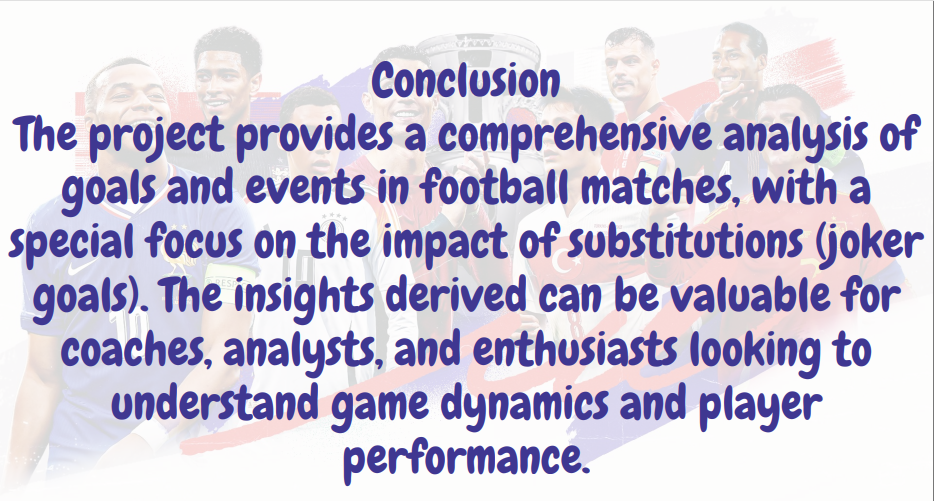 Conclusion
The project provides a comprehensive analysis of
goals and events in football matches, with a
special focus on the impact of substitutions (joker
goals). The insights derived can be valuable for
coaches, analysts, and enthusiasts looking to
understand game dynamics and player
performance.